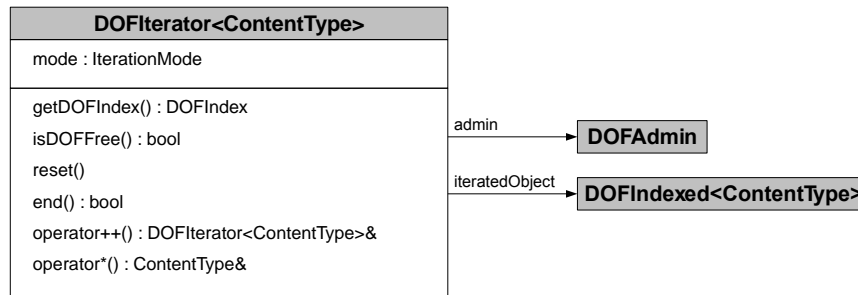 DOFIterator<ContentType>
mode : IterationMode
getDOFIndex() : DOFIndex
isDOFFree() : bool
reset()
end() : bool
operator++() : DOFIterator<ContentType>&
operator*() : ContentType&
admin
DOFAdmin
iteratedObject
DOFIndexed<ContentType>